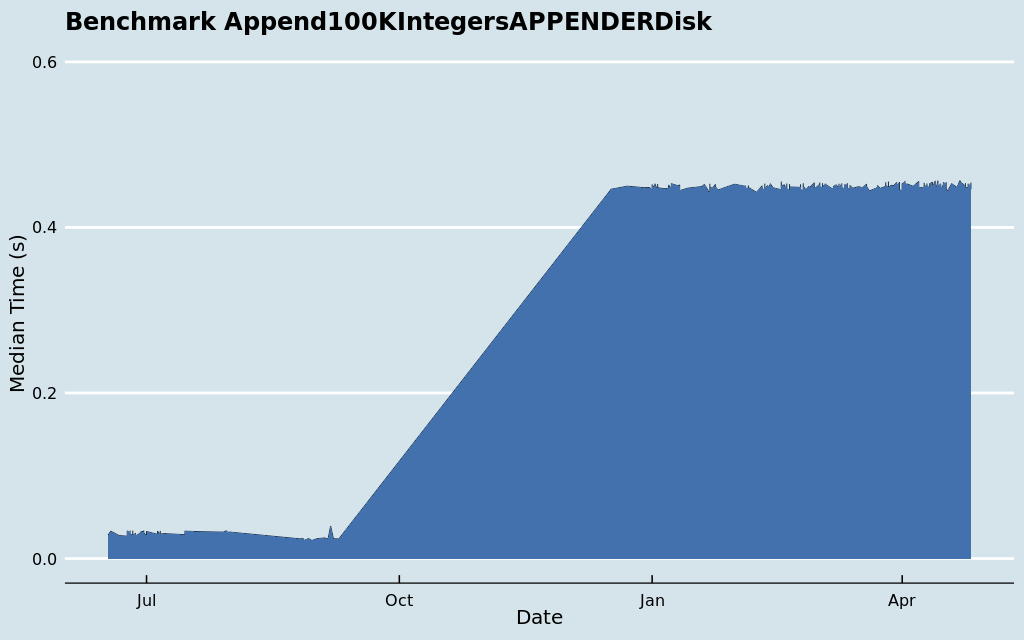 Benchmark Append100KIntegersAPPENDERDisk
0.6
0.4
0.2
0.0
Median Time (s)
Jul Oct Jan Apr
Date